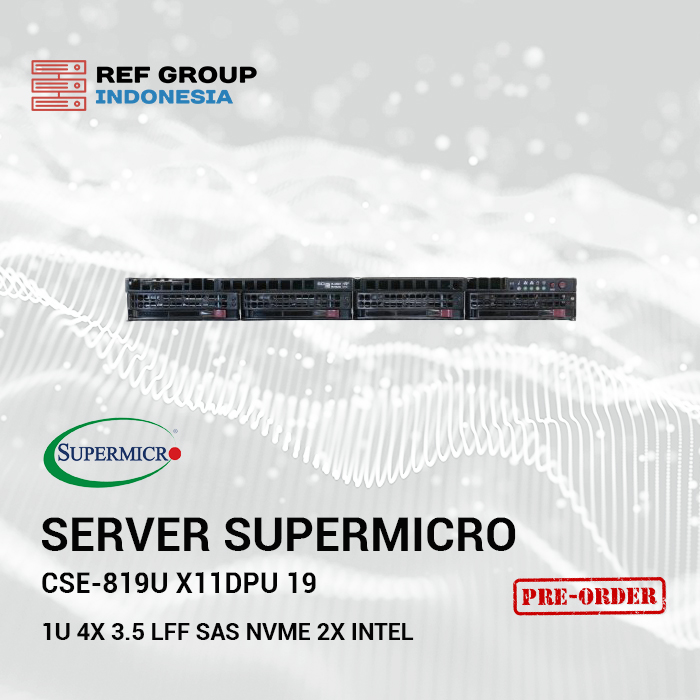 REF GROUP
INDONESIA
SUPERMICRO
®
SERVER SUPERMICRO
CSE-819U X11DPU 19
PRE-ORDER
1U 4X 3.5 LFF SAS NVME 2X INTEL